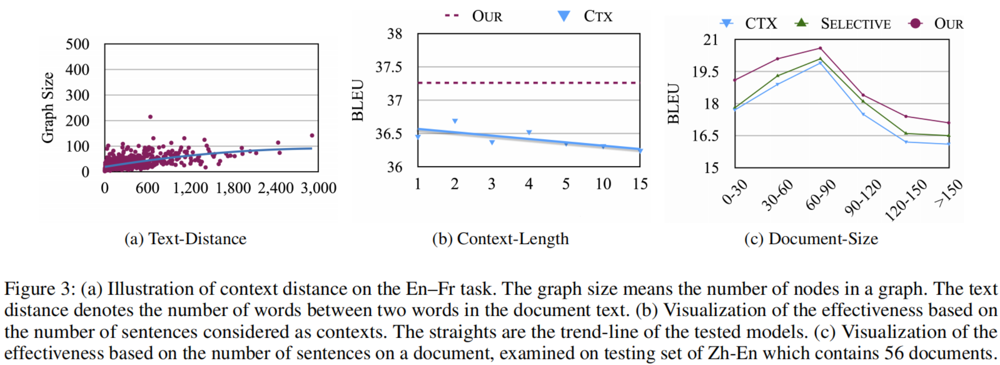 Graph Size
500
400
300
200
100
0
0 600 1,200 1,800 2,400 3,000
(a) Text-Distance
OUR CTX
BLEU
38
37.5
37
36.5
36
1 2 3 4 5 10 15
(b) Context-Length
CTX SELECTIVE OUR
BLEU
21
19.5
18
16.5
15
0-30 30-60 60-90 90-120 120-150 >150
(c) Document-Size
Figure 3: (a) Illustration of context distance on the En–Fr task. The graph size means the number of nodes in a graph. The text
distance denotes the number of words between two words in the document text. (b) Visualization of the effectiveness based on
the number of sentences considered as contexts. The straights are the trend-line of the tested models. (c) Visualization of the
effectiveness based on the number of sentences on a document, examined on testing set of Zh-En which contains 56 documents.